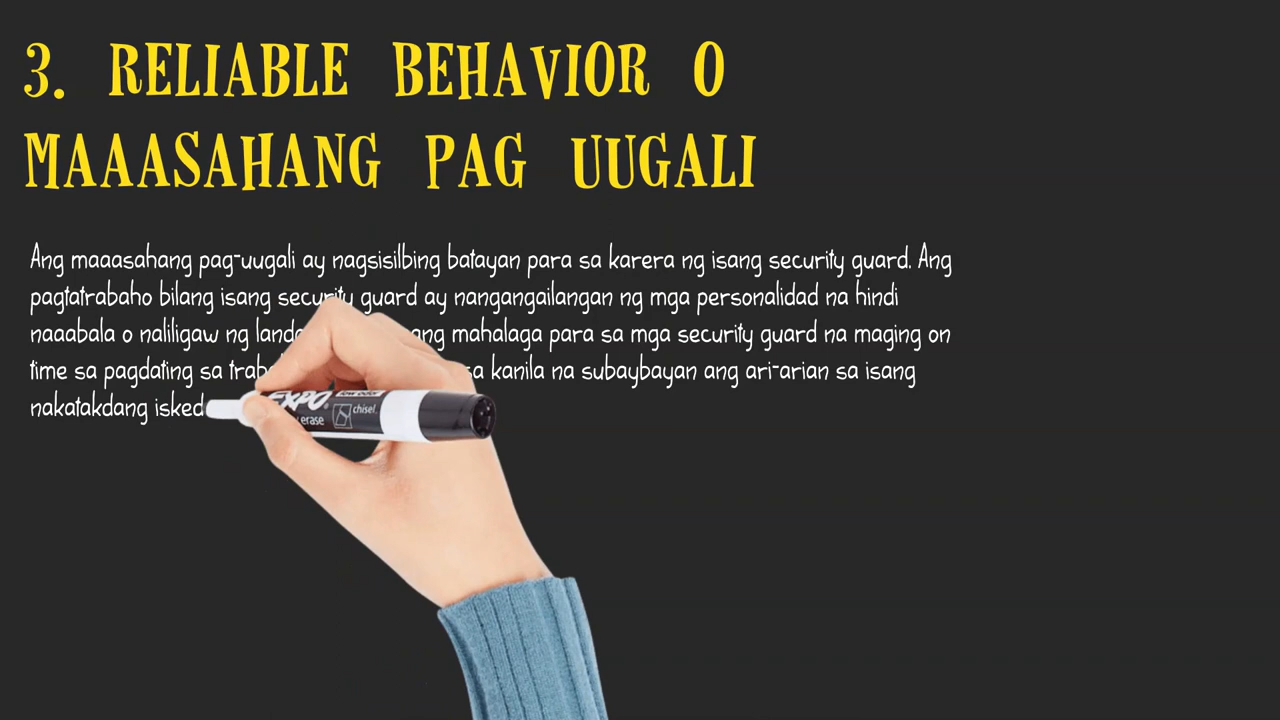 3. RELIABLE BEHAVIOR O
MAAASAHANG PAG UUGALI
Ang maaasahang pag-uugali ay nagsisilbing batayan para sa karera ng isang security guard. Ang
pagtatrabaho bilang isang security guard ay nangangailangan ng mga personalidad na hindi
naaabala o naliligaw ng mahalaga para sa mga security guard na maging on
time sa pagdating sa sa kanila na subaybayan ang ari-arian sa isang
nakatakdang isked
EXPO
low odor
chisel
erase